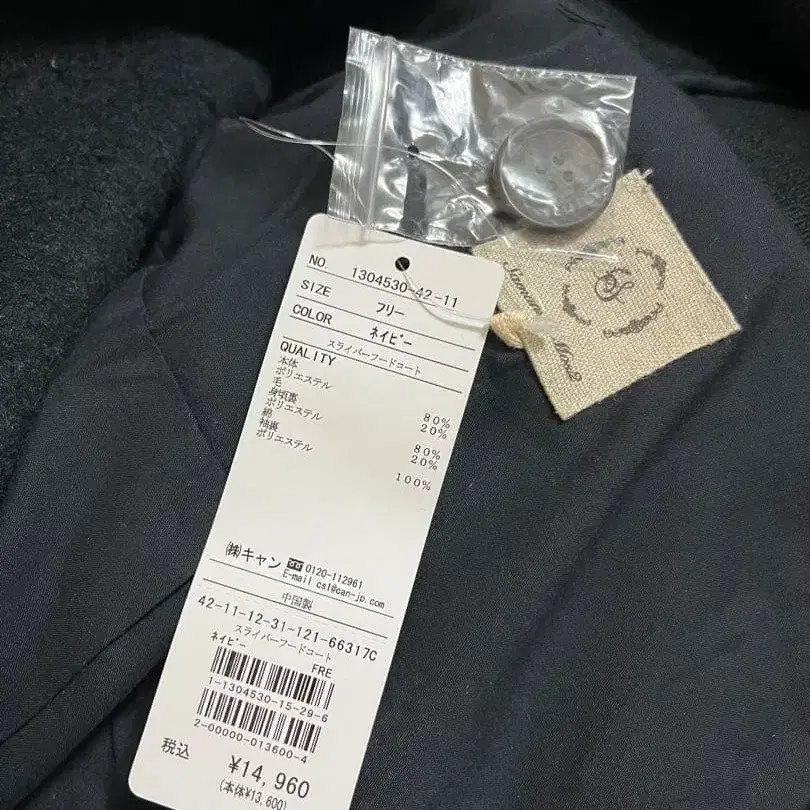 NO. 1304530-42-11
SIZE フリー
COLOR ネイビー
スライバーフードコート
QUALITY
本体
ポリエステル 80%
毛 20%
身頃裏
ポリエステル 80%
綿 20%
袖裏
ポリエステル 100%
㈱キャン 0120-112961
E-mail cs1@can-jp.com
中国製
42-11-12-31-121-66317C
スライバーフードコート
ネイビー
FRE
1-1304530-15-29-6
2-00000-013600-4
税込 ¥14,960
(本体¥13,600)